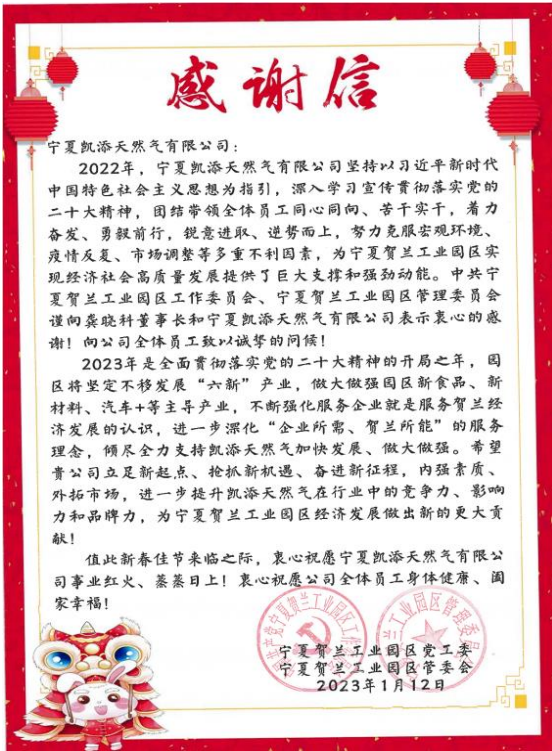 感谢信
宁夏凯添天然气有限公司:
2022年,宁夏凯添天然气有限公司坚持以习近平新时代
中国特色社会主义思想为指引,深入学习宣传贯彻落实党的
二十大精神,团结带领全体员工同心同向、苦干实干,着力
奋发、勇毅前行,锐意进取、逆势而上,努力克服宏观环境、
疫情反复、市场调整等多重不利因素,为宁夏贺兰工业园区实
现经济社会高质量发展提供了巨大支撑和强劲动能。中共宁
夏贺兰工业园区工作委员会、宁夏贺兰工业园区管理委员会
谨向龚晓科董事长和宁夏凯添天然气有限公司表示衷心的感
谢!向公司全体员工致以诚挚的问候!
2023年是全面贯彻落实党的二十大精神的开局之年,园
区将坚定不移发展“六新”产业,做大做强园区新食品、新
材料、汽车+等主导产业,不断强化服务企业就是服务贺兰经
济发展的认识,进一步深化“企业所需、贺兰所能”的服务
理念,倾尽全力支持凯添天然气加快发展、做大做强。希望
贵公司立足新起点、抢抓新机遇、奋进新征程,内强素质、
外拓市场,进一步提升凯添天然气在行业中的竞争力、影响
力和品牌力,为宁夏贺兰工业园区经济发展做出新的更大贡
献!
值此新春佳节来临之际,衷心祝愿宁夏凯添天然气有限公
司事业红火、蒸蒸日上!衷心祝愿公司全体员工身体健康、阖
家幸福!
宁夏贺兰工业园区党工委
宁夏贺兰工业园区管委会
2023年1月12日